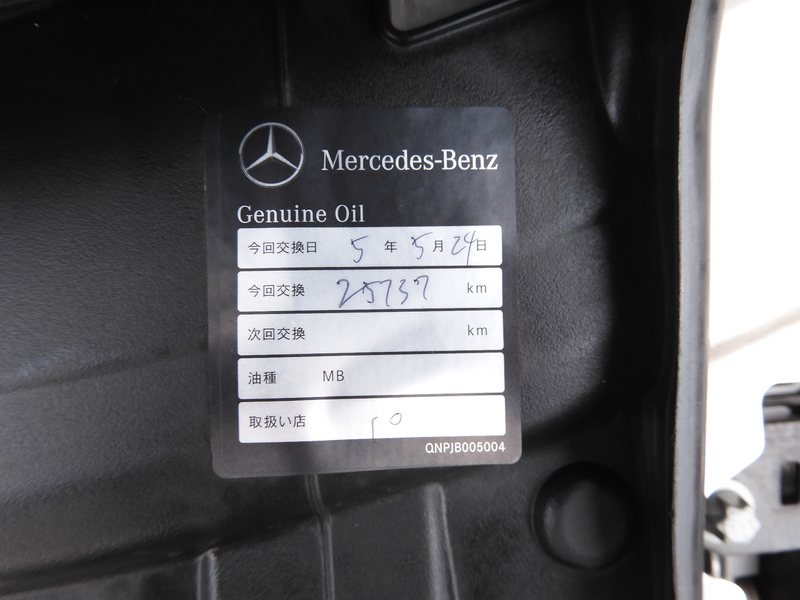 Mercedes-Benz
Genuine Oil
今回交換日 5 年 5 月 24 日
今回交換 25737 km
次回交換 km
油種 MB
取扱い店
QNPJB005004